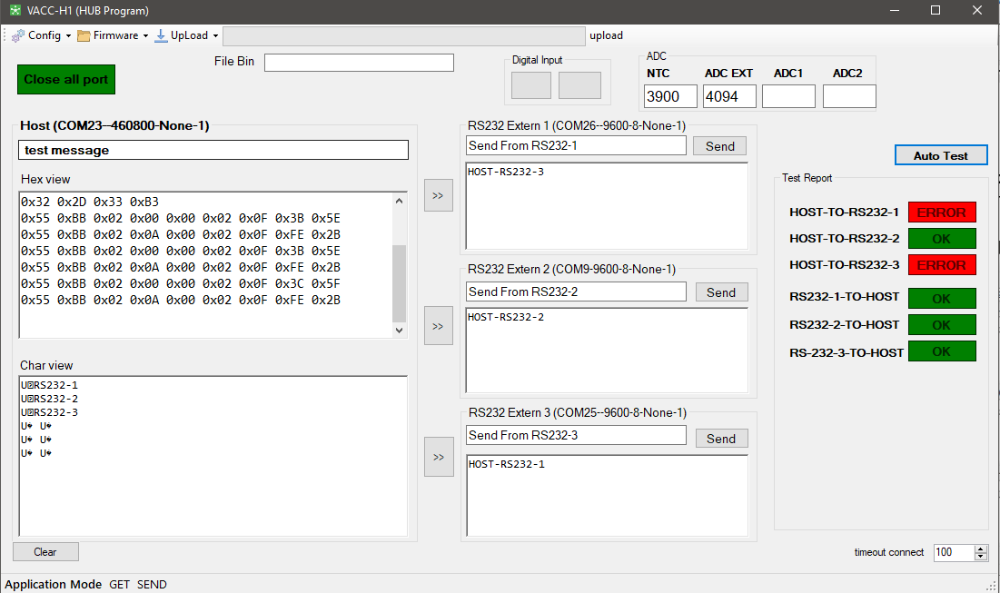 VACC-H1 (HUB Program)
Config Firmware UpLoad upload
File Bin
Close all port
Digital Input
ADC
NTC ADC EXT ADC1 ADC2
3900 4094
Host (COM23--460800-None-1)
test message
Hex view
0x32 0x2D 0x33 0xB3
0x55 0xBB 0x02 0x00 0x00 0x02 0x0F 0x3B 0x5E
0x55 0xBB 0x02 0x0A 0x00 0x02 0x0F 0xFE 0x2B
0x55 0xBB 0x02 0x00 0x00 0x02 0x0F 0x3B 0x5E
0x55 0xBB 0x02 0x0A 0x00 0x02 0x0F 0xFE 0x2B
0x55 0xBB 0x02 0x00 0x00 0x02 0x0F 0x3C 0x5F
0x55 0xBB 0x02 0x0A 0x00 0x02 0x0F 0xFE 0x2B
Char view
U RS232-1
U RS232-2
U RS232-3
U U
U U
U U
Clear
>>
>>
>>
RS232 Extern 1 (COM26--9600-8-None-1)
Send From RS232-1 Send
HOST-RS232-3
RS232 Extern 2 (COM9-9600-8-None-1)
Send From RS232-2 Send
HOST-RS232-2
RS232 Extern 3 (COM25--9600-8-None-1)
Send From RS232-3 Send
HOST-RS232-1
Auto Test
Test Report
HOST-TO-RS232-1 ERROR
HOST-TO-RS232-2 OK
HOST-TO-RS232-3 ERROR
RS232-1-TO-HOST OK
RS232-2-TO-HOST OK
RS-232-3-TO-HOST OK
timeout connect 100
Application Mode GET SEND